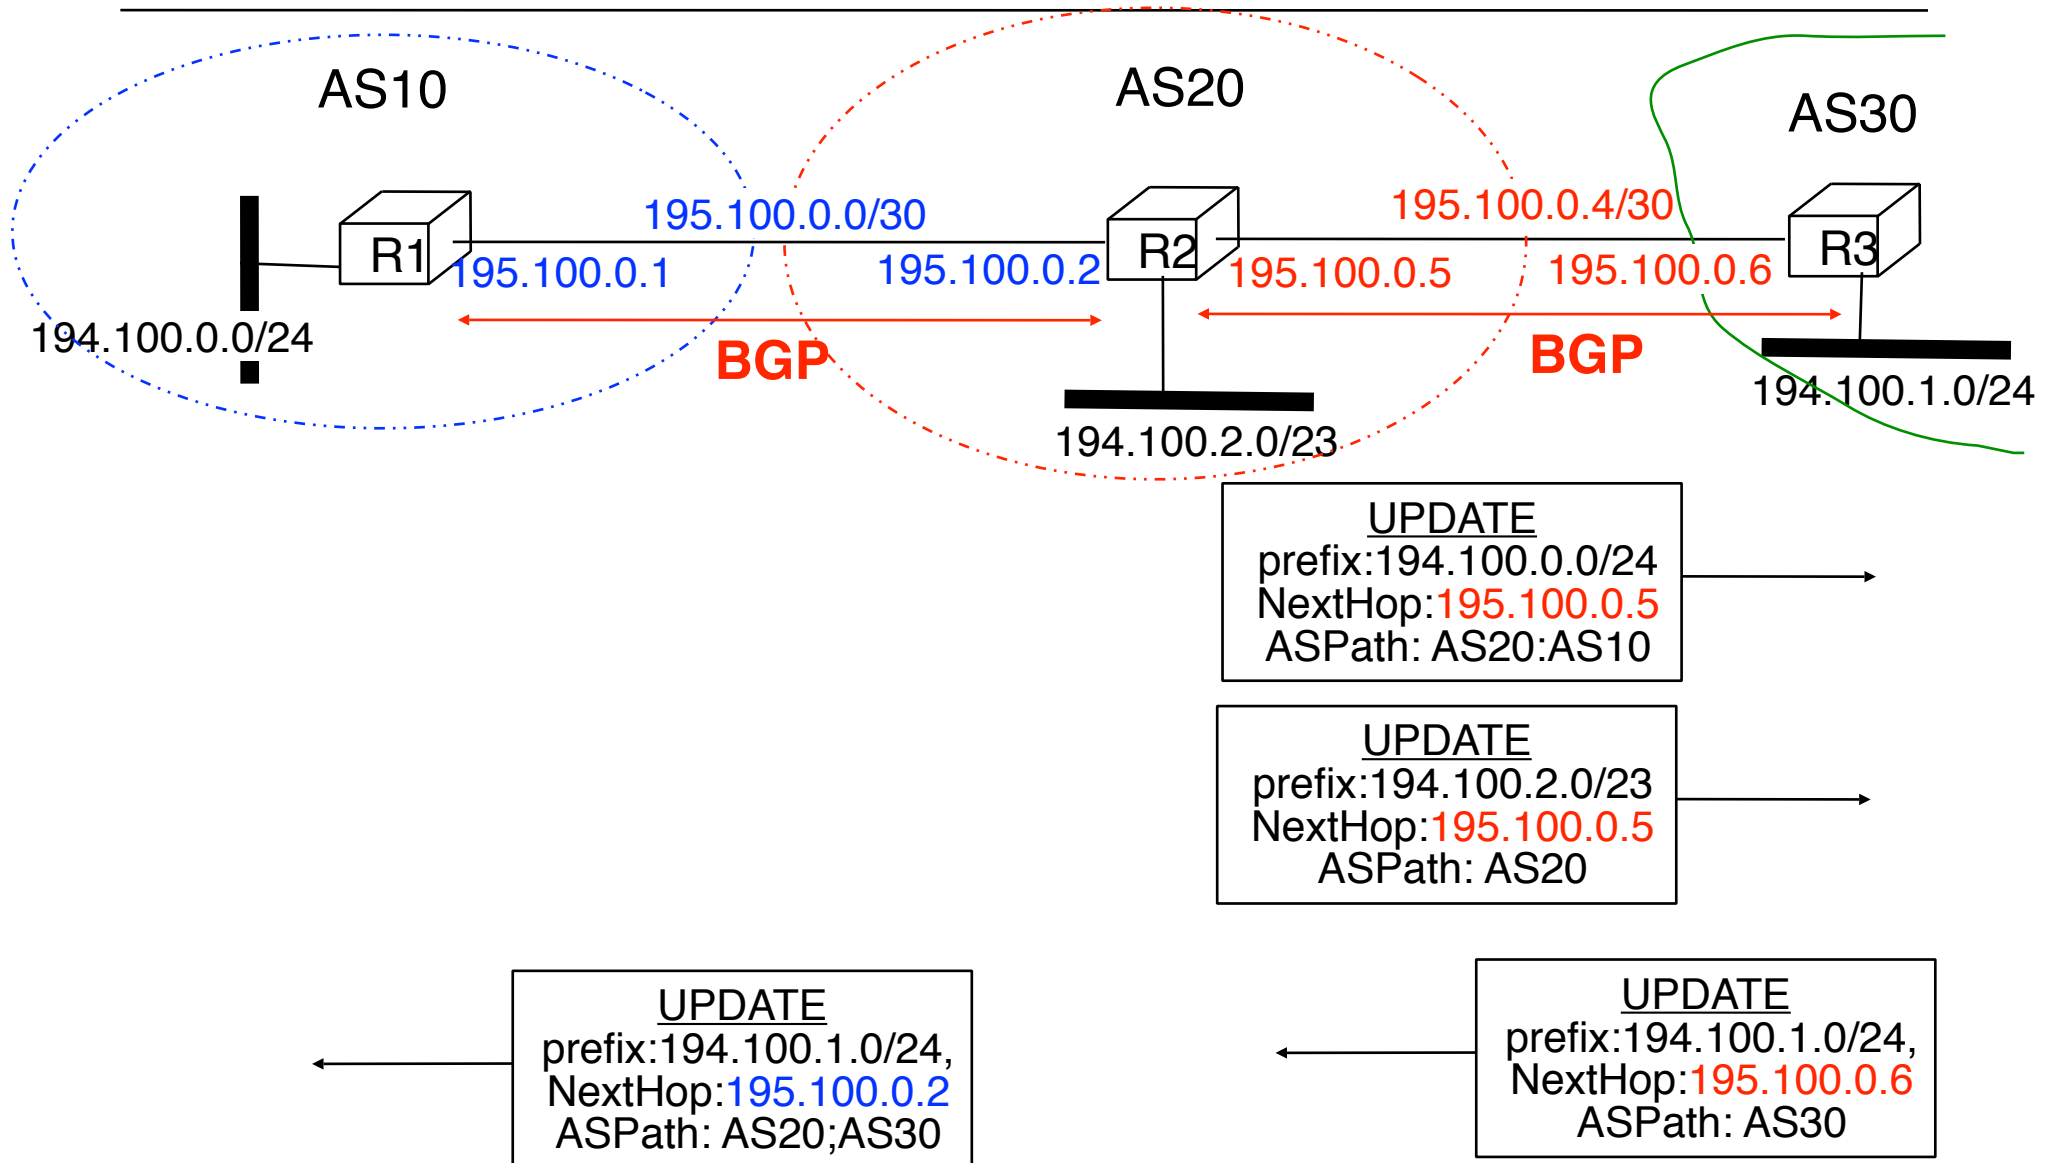 AS10
AS20
AS30
195.100.0.0/30
195.100.0.4/30
R1
R2
R3
195.100.0.1
195.100.0.2
195.100.0.5
195.100.0.6
194.100.0.0/24
BGP
BGP
194.100.1.0/24
194.100.2.0/23
UPDATE
prefix:194.100.0.0/24
NextHop:195.100.0.5
ASPath: AS20:AS10
UPDATE
prefix:194.100.2.0/23
NextHop:195.100.0.5
ASPath: AS20
UPDATE
prefix:194.100.1.0/24,
NextHop:195.100.0.2
ASPath: AS20;AS30
UPDATE
prefix:194.100.1.0/24,
NextHop:195.100.0.6
ASPath: AS30